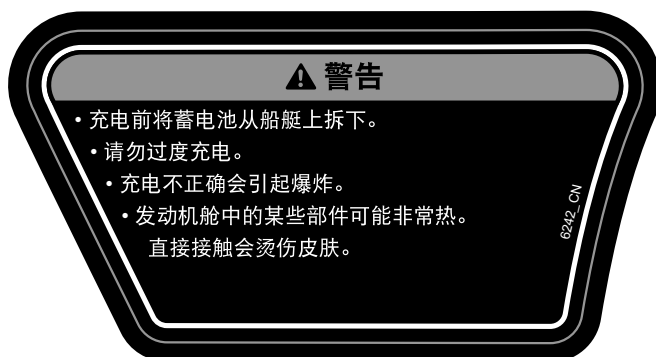 警告
• 充电前将蓄电池从船艇上拆下。
• 请勿过度充电。
• 充电不正确会引起爆炸。
• 发动机舱中的某些部件可能非常热。
直接接触会烫伤皮肤。
6242_CN